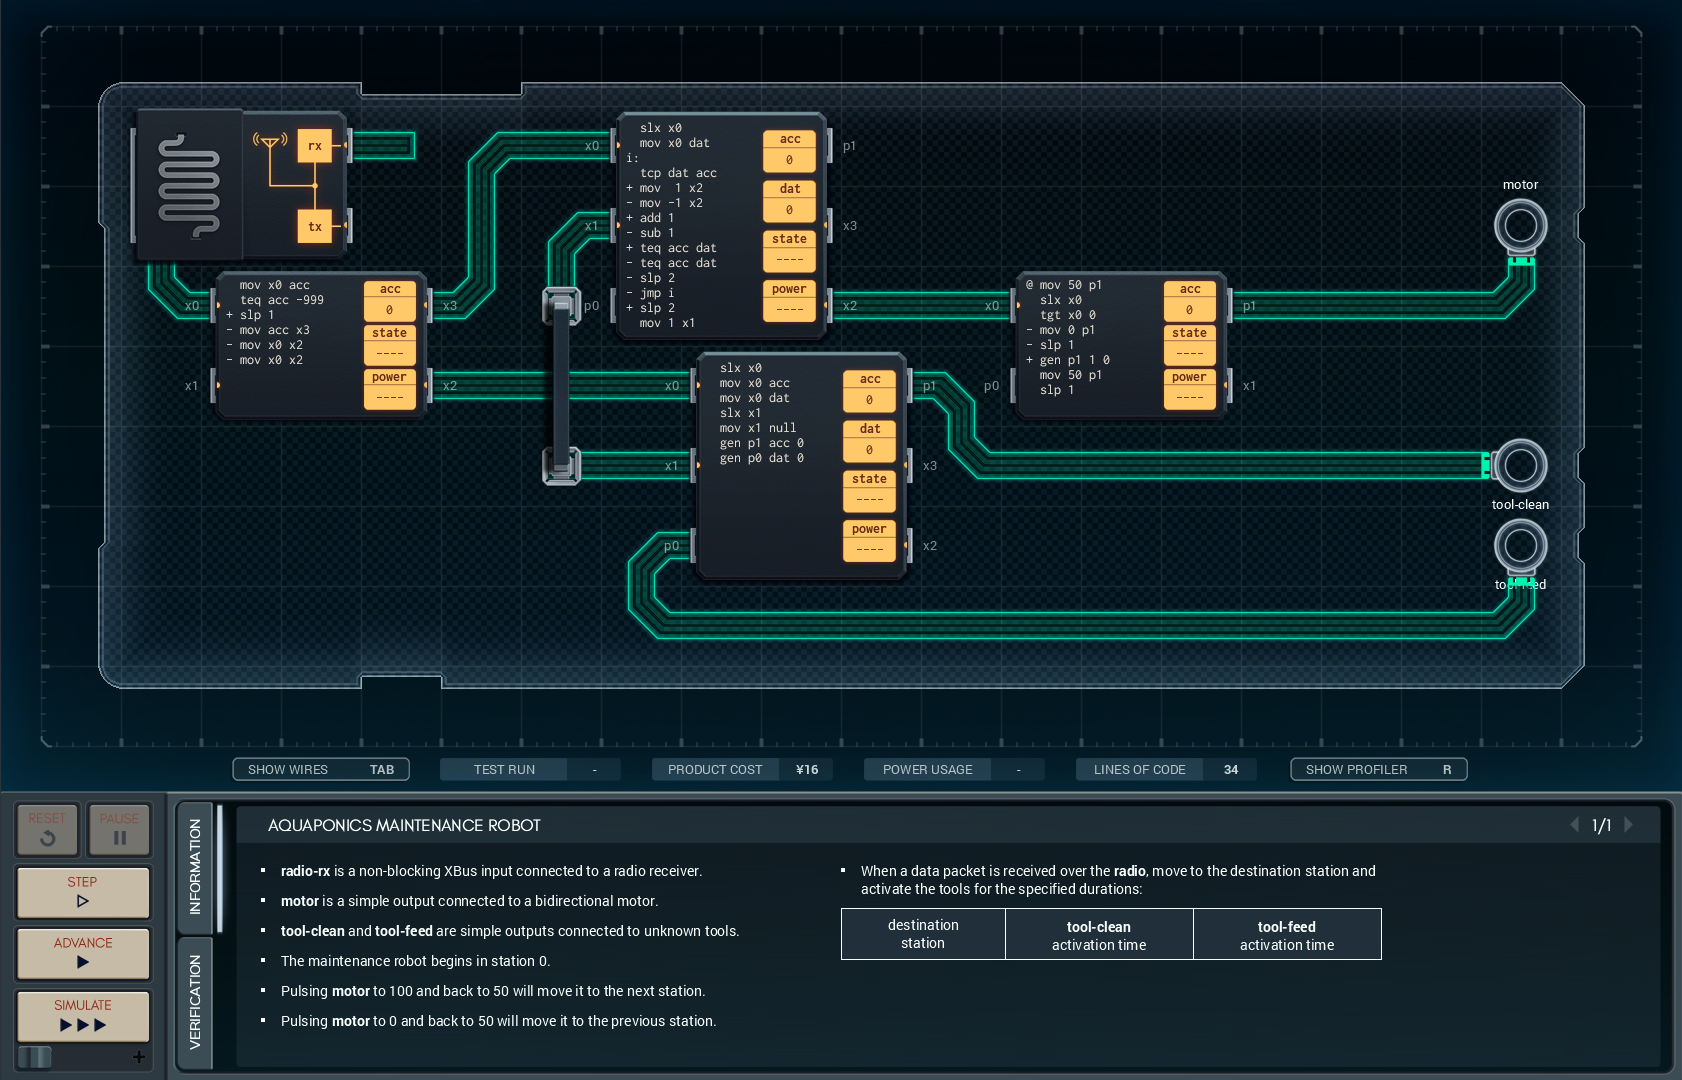 rx
tx
mov x0 acc
teq acc -999
+ slp 1
- mov acc x3
- mov x0 x2
- mov x0 x2
acc
0
state
----
power
----
x0
x1
x3
x2
slx x0
mov x0 dat
i:
tcp dat acc
+ mov  1 x2
- mov -1 x2
+ add 1
- sub 1
+ teq acc dat
- teq acc dat
- slp 2
- jmp i
+ slp 2
mov 1 x1
acc
0
dat
0
state
----
power
----
x0
x1
p0
p1
x3
x2
slx x0
mov x0 acc
mov x0 dat
slx x1
mov x1 null
gen p1 acc 0
gen p0 dat 0
acc
0
dat
0
state
----
power
----
x0
x1
p0
p1
x3
x2
@ mov 50 p1
slx x0
tgt x0 0
- mov 0 p1
- slp 1
+ gen p1 1 0
mov 50 p1
slp 1
acc
0
state
----
power
----
x0
p0
p1
x1
motor
tool-clean
SHOW WIRES TAB
TEST RUN -
PRODUCT COST ¥16
POWER USAGE -
LINES OF CODE 34
SHOW PROFILER R
RESET
PAUSE
STEP
ADVANCE
SIMULATE
+
INFORMATION
VERIFICATION
AQUAPONICS MAINTENANCE ROBOT
1/1
▪ radio-rx is a non-blocking XBus input connected to a radio receiver.
▪ motor is a simple output connected to a bidirectional motor.
▪ tool-clean and tool-feed are simple outputs connected to unknown tools.
▪ The maintenance robot begins in station 0.
▪ Pulsing motor to 100 and back to 50 will move it to the next station.
▪ Pulsing motor to 0 and back to 50 will move it to the previous station.
▪ When a data packet is received over the radio, move to the destination station and
activate the tools for the specified durations:
destination
station
tool-clean
activation time
tool-feed
activation time